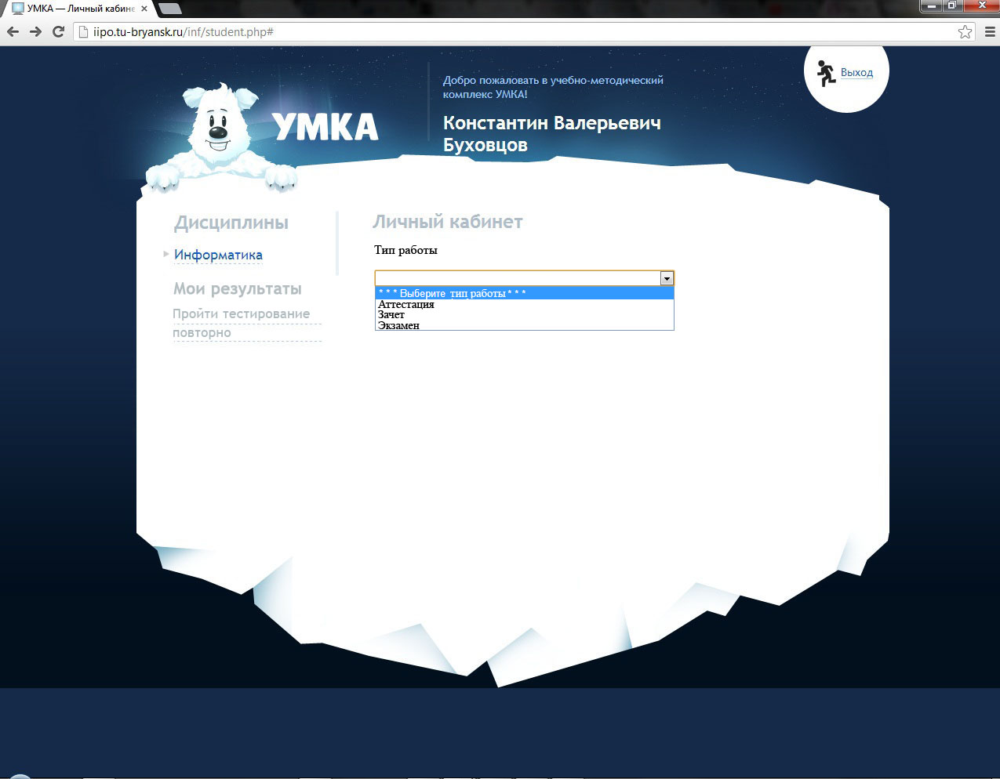 УМКА — Личный кабине
iipo.tu-bryansk.ru/inf/student.php#
Выход
Добро пожаловать в учебно-методический
комплекс УМКА!
УМКА
Константин Валерьевич
Буховцов
Дисциплины
Информатика
Мои результаты
Пройти тестирование
повторно
Личный кабинет
Тип работы
* * * Выберите тип работы * * *
Аттестация
Зачет
Экзамен